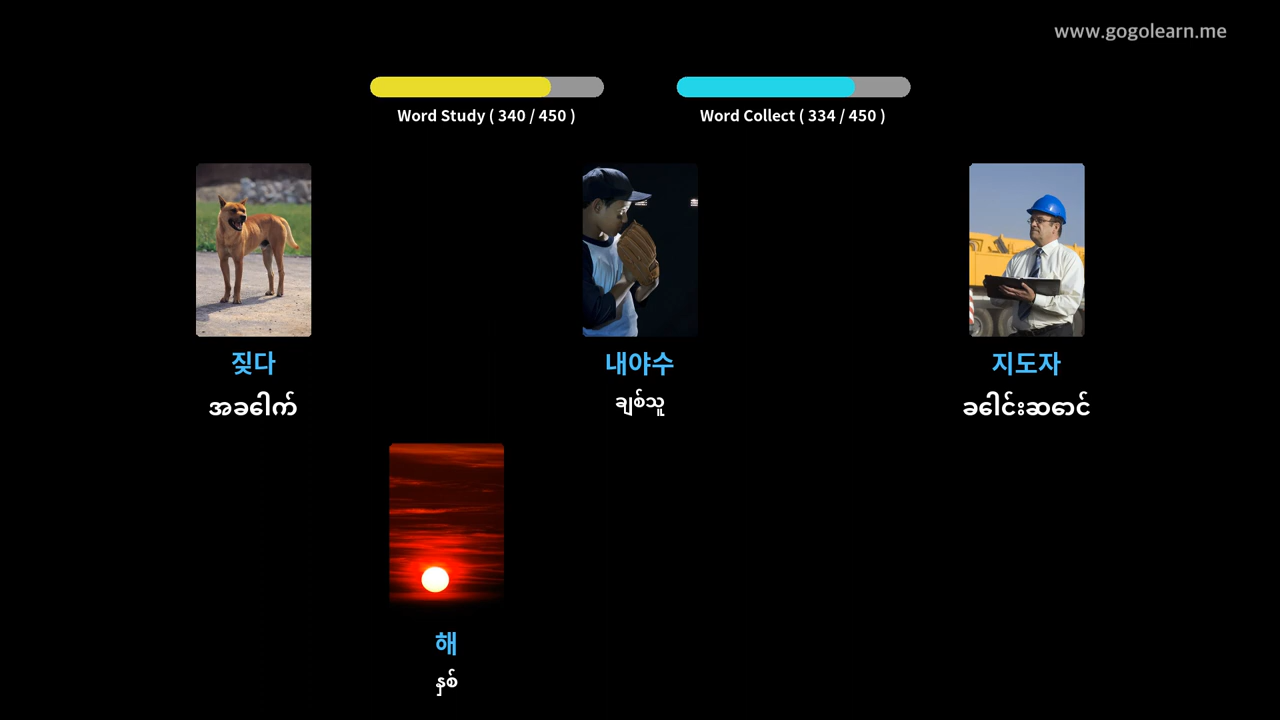 www.gogolearn.me
Word Study ( 340 / 450 )
Word Collect ( 334 / 450 )
짖다
အခေါက်
내야수
ချစ်သူ
지도자
ခေါင်းဆောင်
해
နှစ်